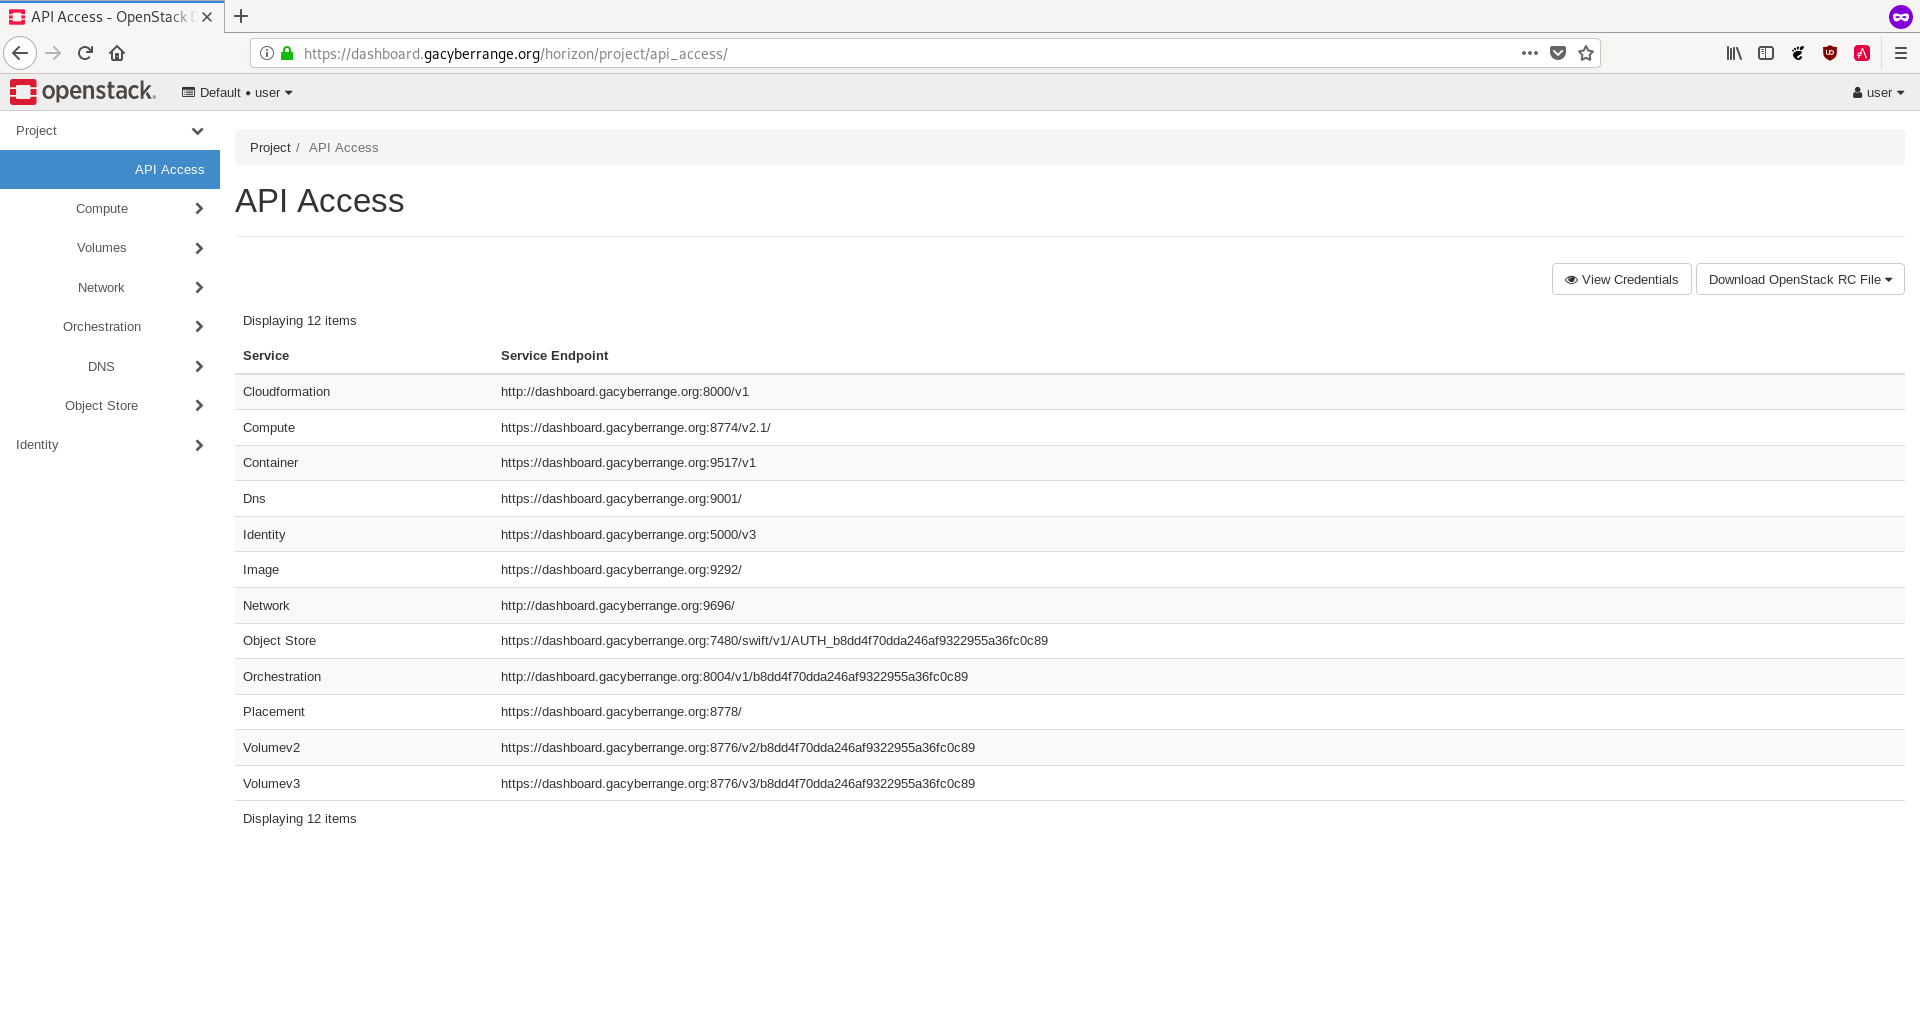 API Access - OpenStack D
https://dashboard.gacyberrange.org/horizon/project/api_access/
openstack. Default • user user
Project
API Access
Compute
Volumes
Network
Orchestration
DNS
Object Store
Identity
Project / API Access
API Access
View Credentials Download OpenStack RC File
Displaying 12 items
Service Service Endpoint
Cloudformation http://dashboard.gacyberrange.org:8000/v1
Compute https://dashboard.gacyberrange.org:8774/v2.1/
Container https://dashboard.gacyberrange.org:9517/v1
Dns https://dashboard.gacyberrange.org:9001/
Identity https://dashboard.gacyberrange.org:5000/v3
Image https://dashboard.gacyberrange.org:9292/
Network http://dashboard.gacyberrange.org:9696/
Object Store https://dashboard.gacyberrange.org:7480/swift/v1/AUTH_b8dd4f70dda246af9322955a36fc0c89
Orchestration http://dashboard.gacyberrange.org:8004/v1/b8dd4f70dda246af9322955a36fc0c89
Placement https://dashboard.gacyberrange.org:8778/
Volumev2 https://dashboard.gacyberrange.org:8776/v2/b8dd4f70dda246af9322955a36fc0c89
Volumev3 https://dashboard.gacyberrange.org:8776/v3/b8dd4f70dda246af9322955a36fc0c89
Displaying 12 items